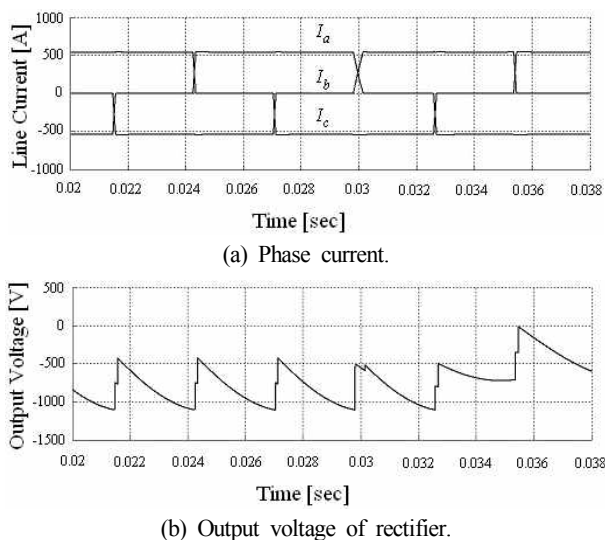 Line Current [A]
1000
500
0
-500
-1000
I_a
I_b
I_c
0.02 0.022 0.024 0.026 0.028 0.03 0.032 0.034 0.036 0.038
Time [sec]
(a) Phase current.
Output Voltage [V]
500
0
-500
-1000
-1500
0.02 0.022 0.024 0.026 0.028 0.03 0.032 0.034 0.036 0.038
Time [sec]
(b) Output voltage of rectifier.